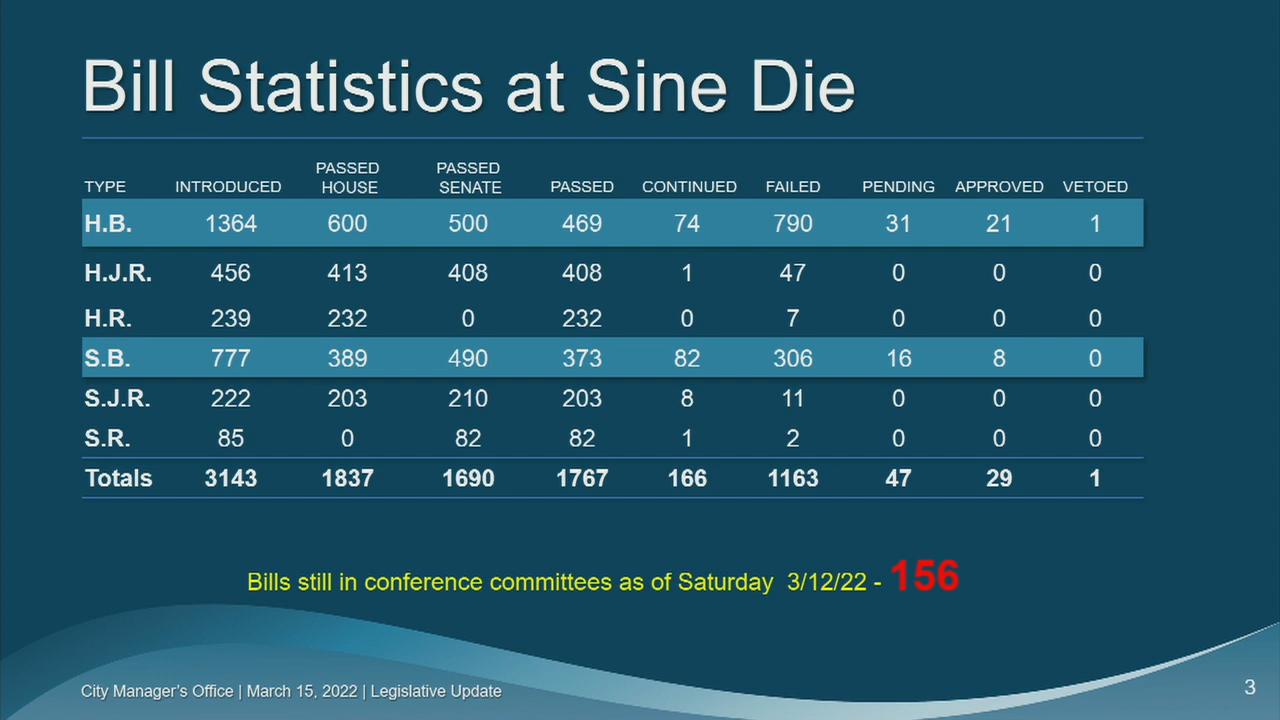 Bill Statistics at Sine Die
TYPE INTRODUCED PASSED HOUSE PASSED SENATE PASSED CONTINUED FAILED PENDING APPROVED VETOED
H.B. 1364 600 500 469 74 790 31 21 1
H.J.R. 456 413 408 408 1 47 0 0 0
H.R. 239 232 0 232 0 7 0 0 0
S.B. 777 389 490 373 82 306 16 8 0
S.J.R. 222 203 210 203 8 11 0 0 0
S.R. 85 0 82 82 1 2 0 0 0
Totals 3143 1837 1690 1767 166 1163 47 29 1
Bills still in conference committees as of Saturday 3/12/22 - 156
City Manager's Office | March 15, 2022 | Legislative Update
3